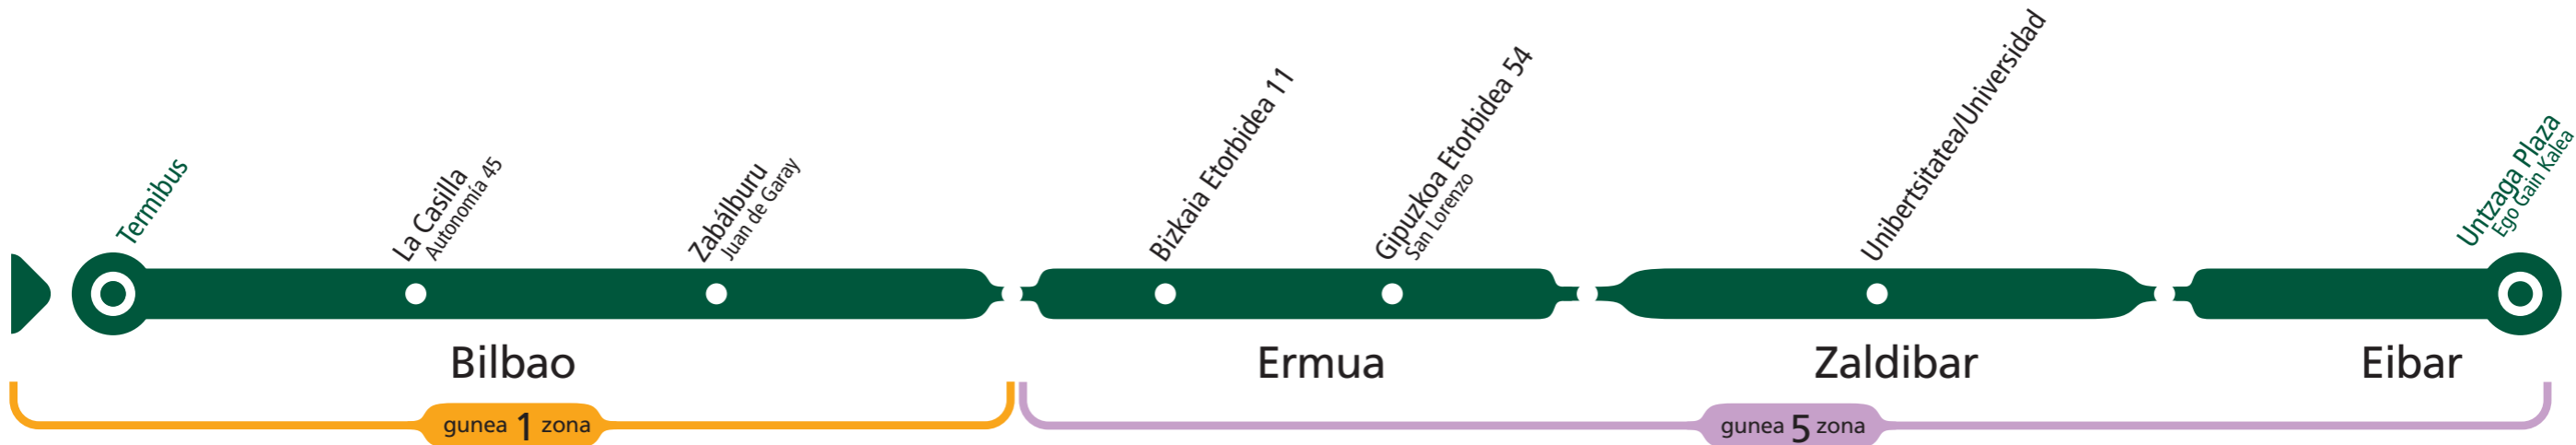 Termibus
La Casilla
Autonomía 45
Zabálburu
Juan de Garay
Bizkaia Etorbidea 11
Gipuzkoa Etorbidea 54
San Lorenzo
Unibertsitatea/Universidad
Untzaga Plaza
Ego Gain Kalea
Bilbao
Ermua
Zaldibar
Eibar
gunea 1 zona
gunea 5 zona